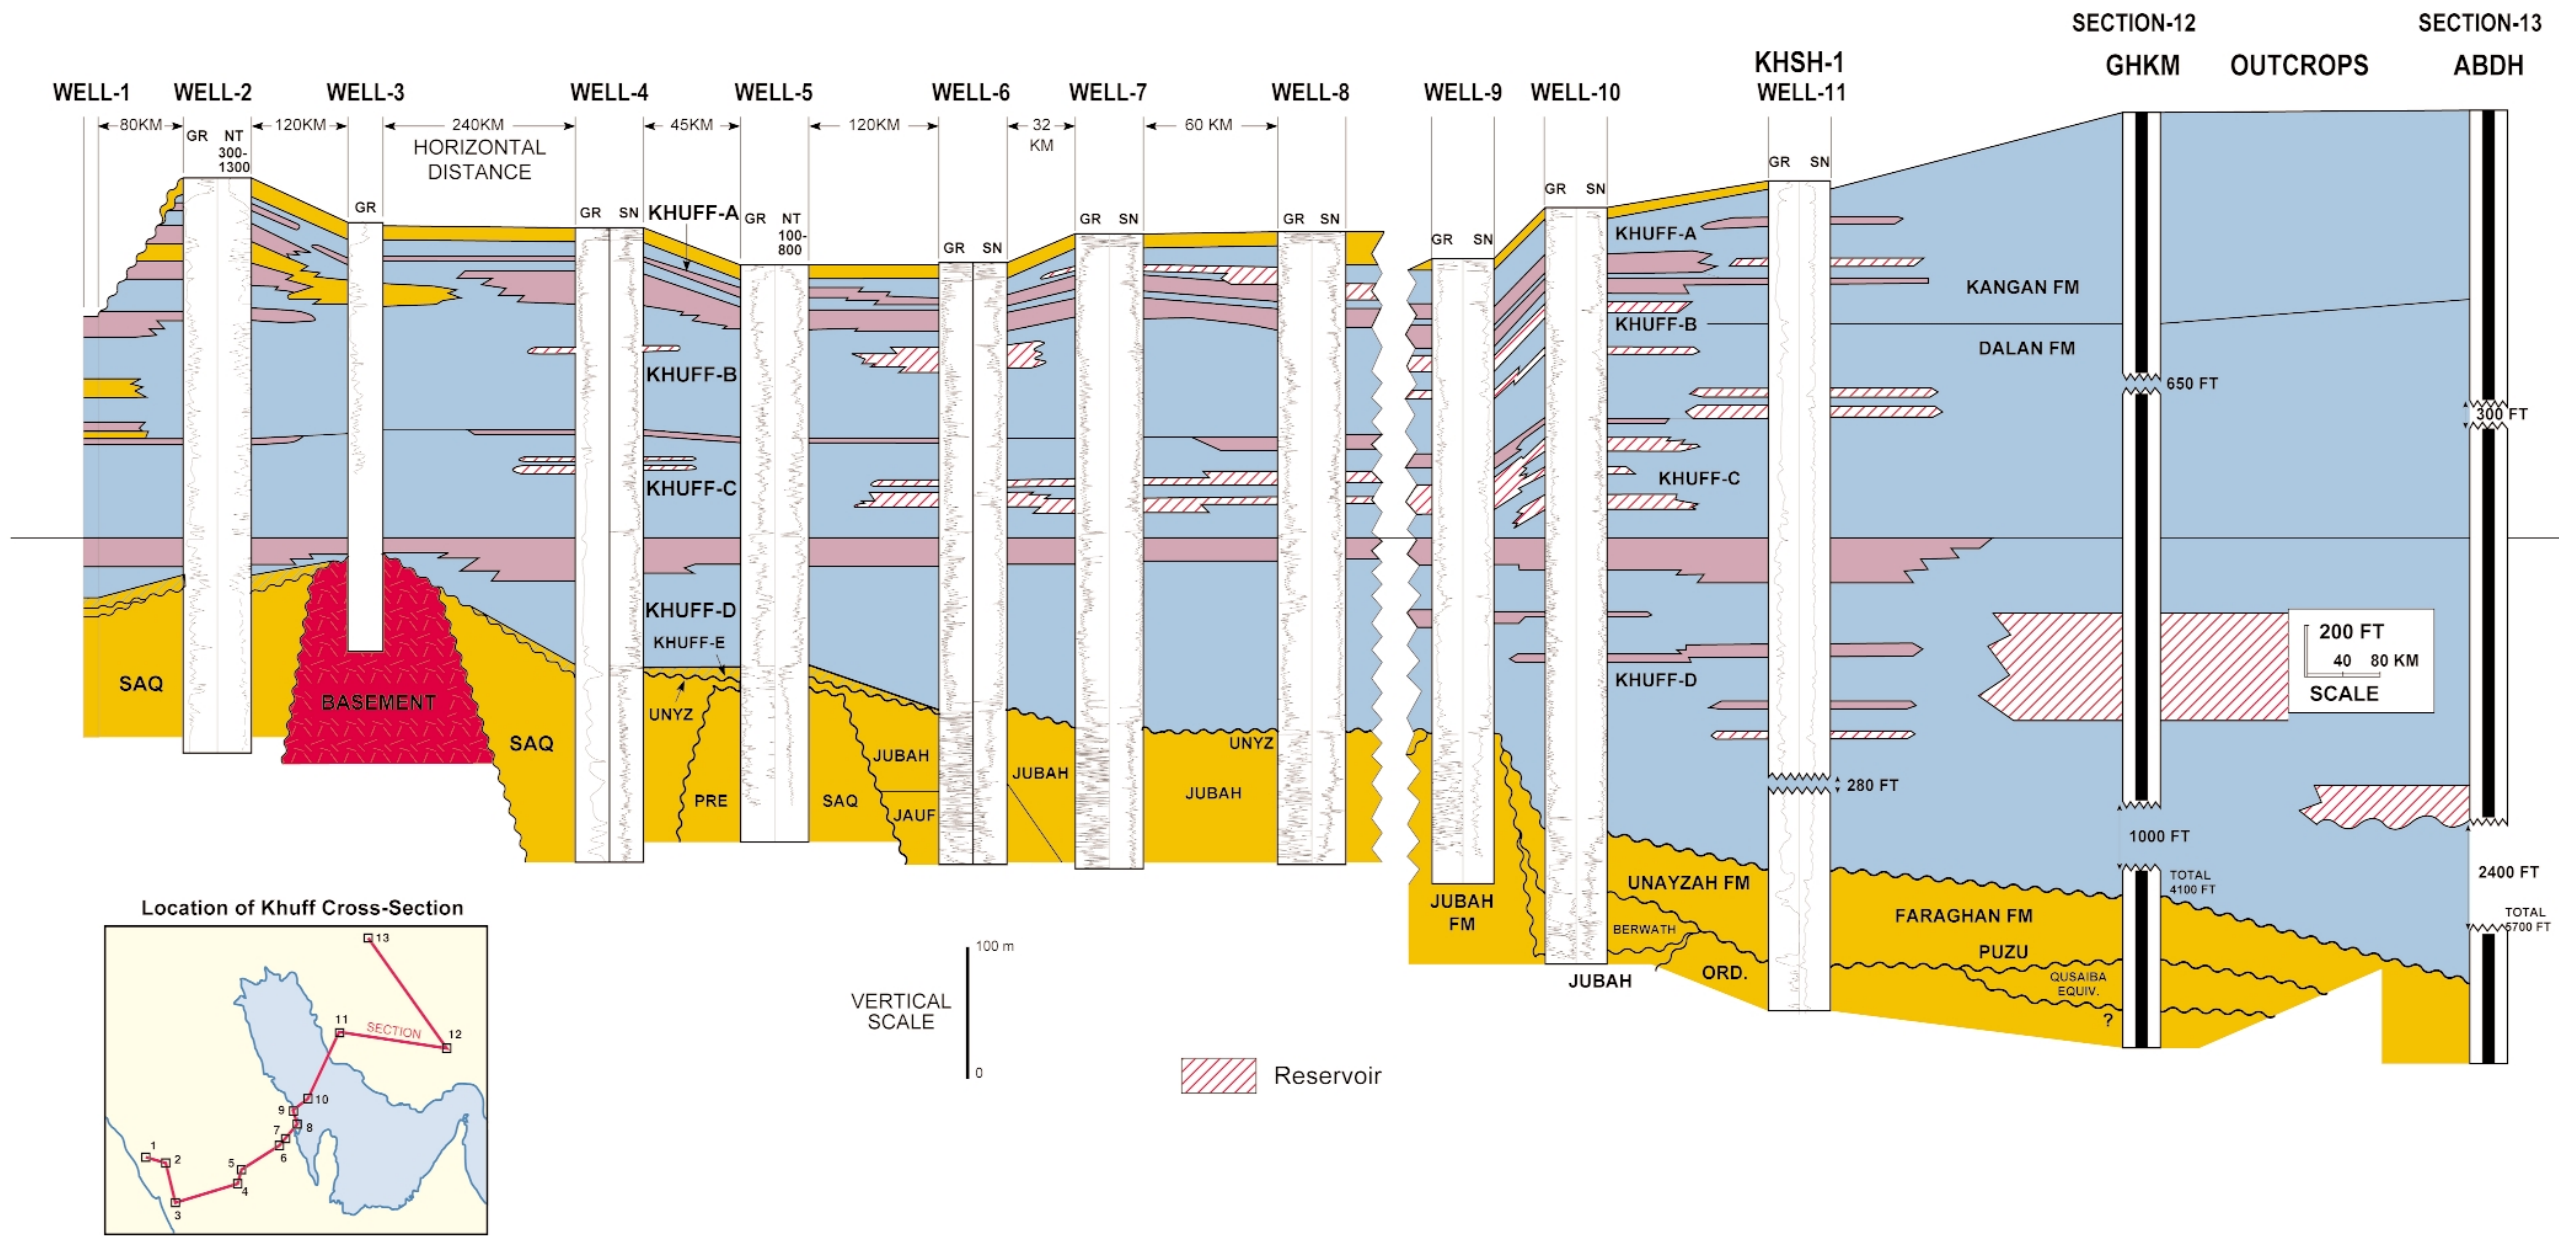 SECTION-12
SECTION-13
KHSH-1
GHKM
OUTCROPS
ABDH
WELL-1
WELL-2
WELL-3
WELL-4
WELL-5
WELL-6
WELL-7
WELL-8
WELL-9
WELL-10
WELL-11
80KM
120KM
240KM
45KM
120KM
32
KM
60 KM
HORIZONTAL
DISTANCE
GR NT
300-
1300
GR
GR SN
KHUFF-A
GR NT
100-
800
GR SN
GR SN
GR SN
GR SN
GR SN
GR SN
KHUFF-A
KANGAN FM
KHUFF-B
DALAN FM
KHUFF-B
650 FT
300 FT
KHUFF-C
KHUFF-C
KHUFF-D
KHUFF-E
200 FT
40 80 KM
SCALE
KHUFF-D
SAQ
BASEMENT
SAQ
UNYZ
PRE
SAQ
JUBAH
JAUF
JUBAH
UNYZ
JUBAH
280 FT
1000 FT
TOTAL
4100 FT
2400 FT
TOTAL
5700 FT
JUBAH
FM
UNAYZAH FM
BERWATH
JUBAH
ORD.
FARAGHAN FM
PUZU
QUSAIBA
EQUIV.
?
Location of Khuff Cross-Section
13
11
SECTION
12
10
9
8
7
6
5
4
1
2
3
100 m
VERTICAL
SCALE
0
Reservoir